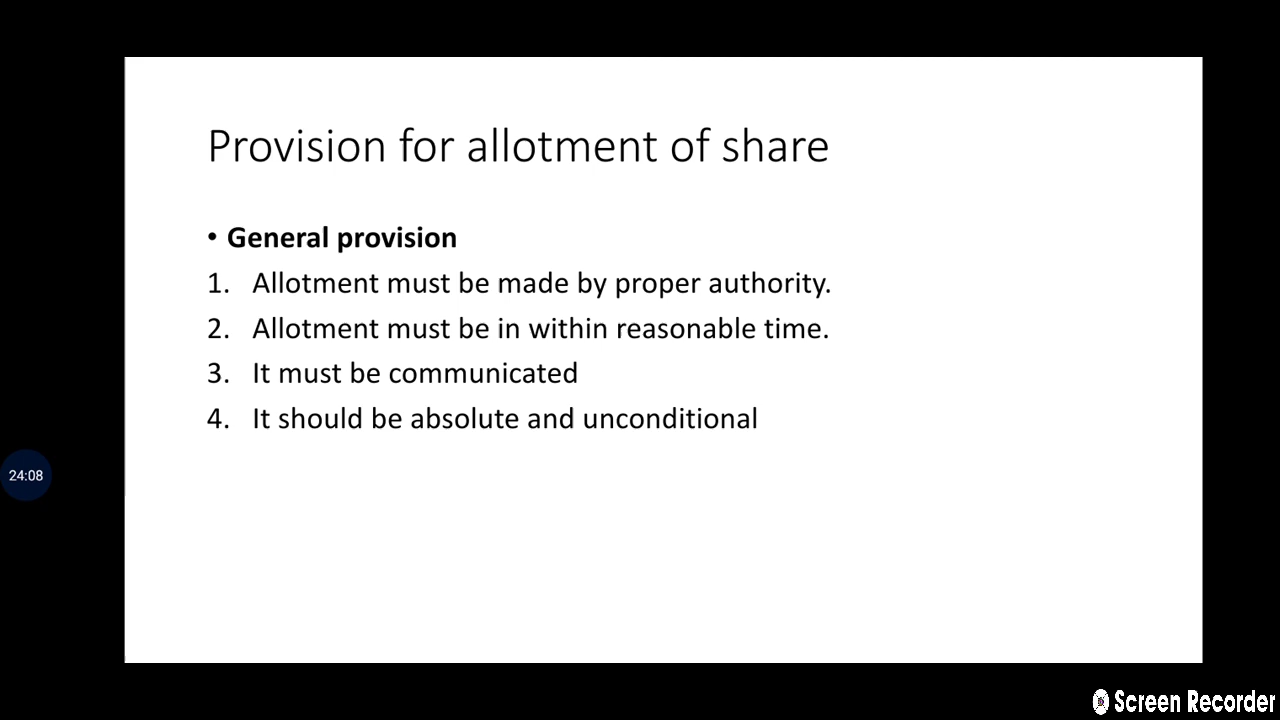 Provision for allotment of share
• General provision
1. Allotment must be made by proper authority.
2. Allotment must be in within reasonable time.
3. It must be communicated
4. It should be absolute and unconditional
24:08
Screen Recorder